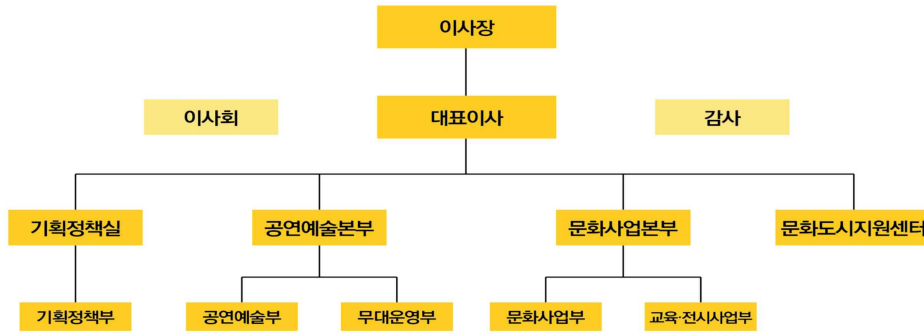 이사장
이사회
대표이사
감사
기획정책실
공연예술본부
문화사업본부
문화도시지원센터
기획정책부
공연예술부
무대운영부
문화사업부
교육·전시사업부